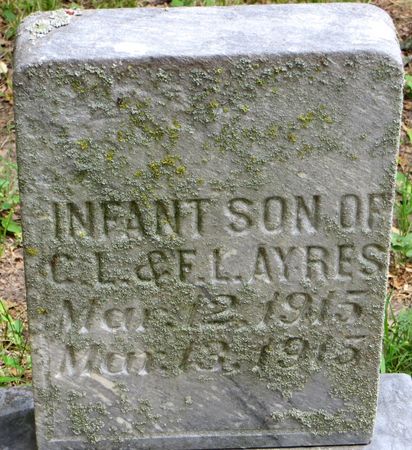 INFANT SON OF
C.L.&F.L.AYRES
Mar.12,1915
Mar.13,1915